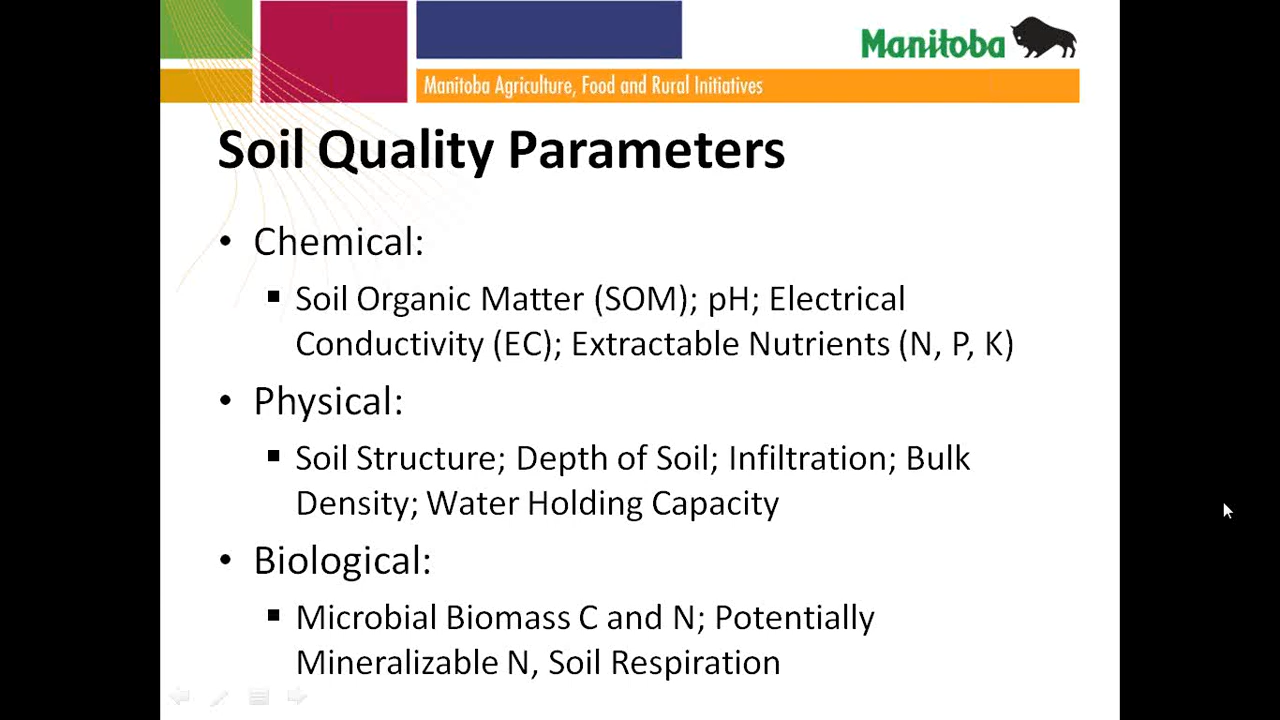 Manitoba
Manitoba Agriculture, Food and Rural Initiatives
Soil Quality Parameters
• Chemical:
▪ Soil Organic Matter (SOM); pH; Electrical
Conductivity (EC); Extractable Nutrients (N, P, K)
• Physical:
▪ Soil Structure; Depth of Soil; Infiltration; Bulk
Density; Water Holding Capacity
• Biological:
▪ Microbial Biomass C and N; Potentially
Mineralizable N, Soil Respiration